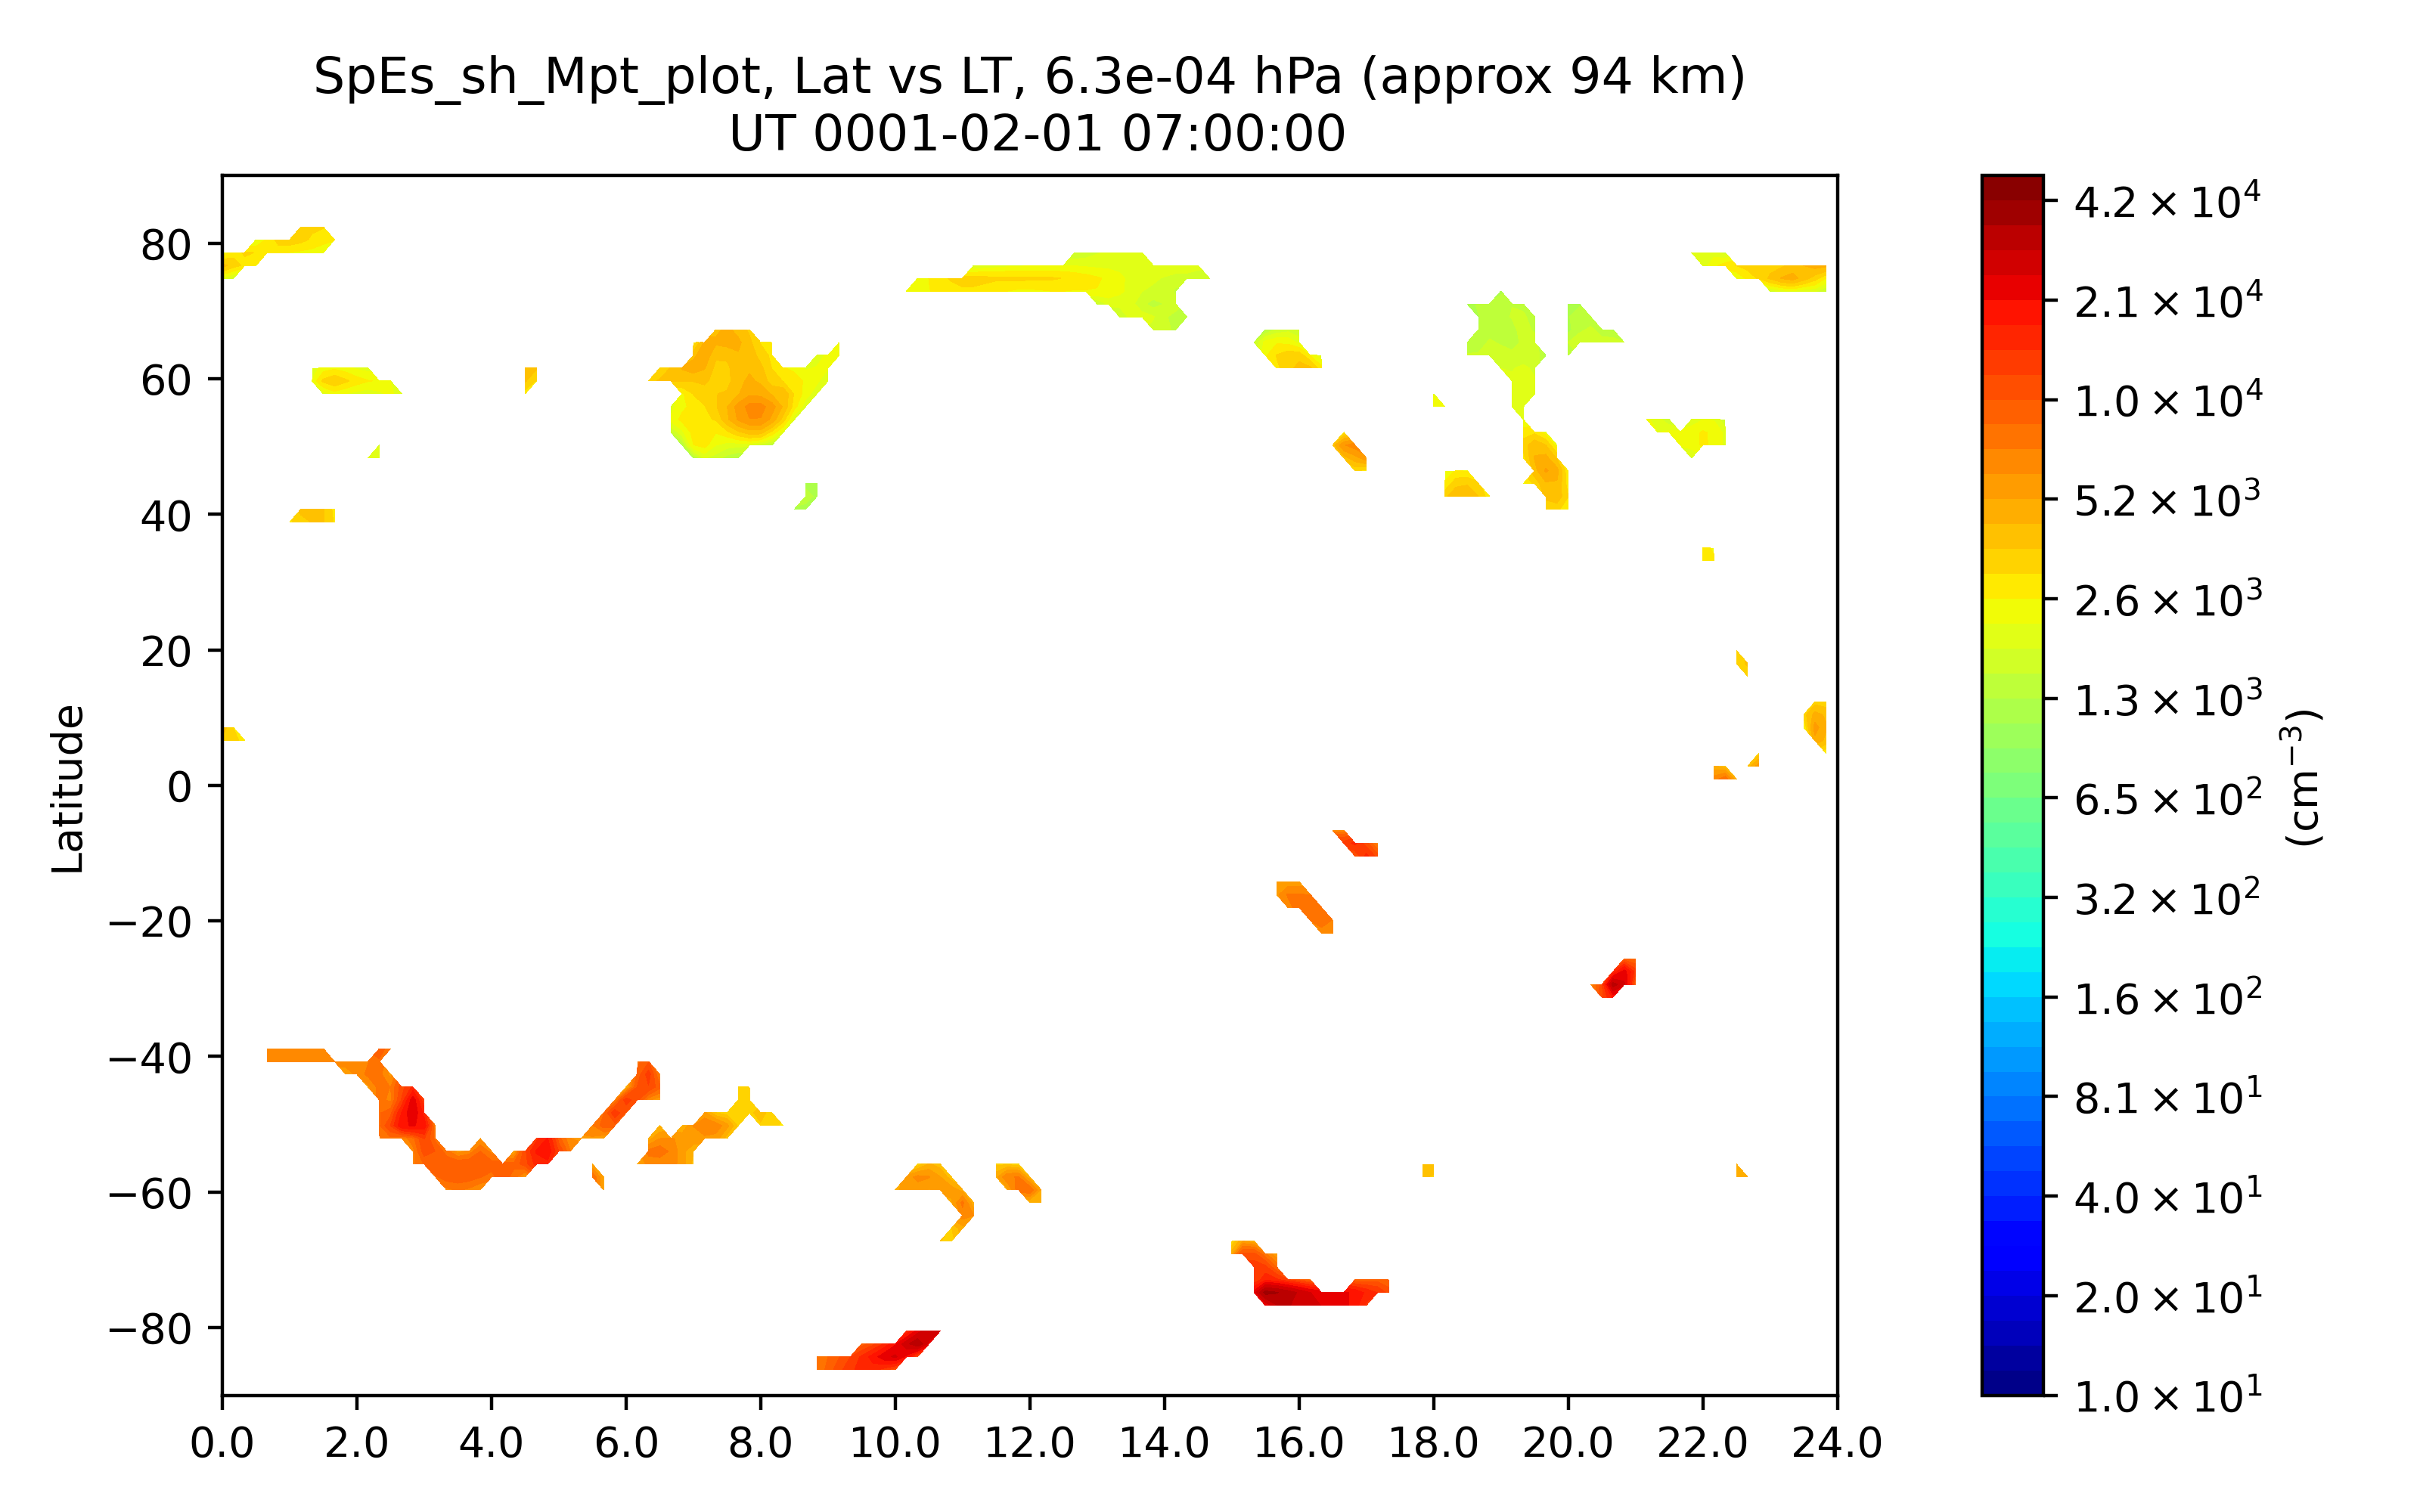 SpEs_sh_Mpt_plot, Lat vs LT, 6.3e-04 hPa (approx 94 km)
UT 0001-02-01 07:00:00
Latitude
80
60
40
20
0
−20
−40
−60
−80
0.0 2.0 4.0 6.0 8.0 10.0 12.0 14.0 16.0 18.0 20.0 22.0 24.0
4.2 × 10⁴
2.1 × 10⁴
1.0 × 10⁴
5.2 × 10³
2.6 × 10³
1.3 × 10³
6.5 × 10²
3.2 × 10²
1.6 × 10²
8.1 × 10¹
4.0 × 10¹
2.0 × 10¹
1.0 × 10¹
(cm⁻³)